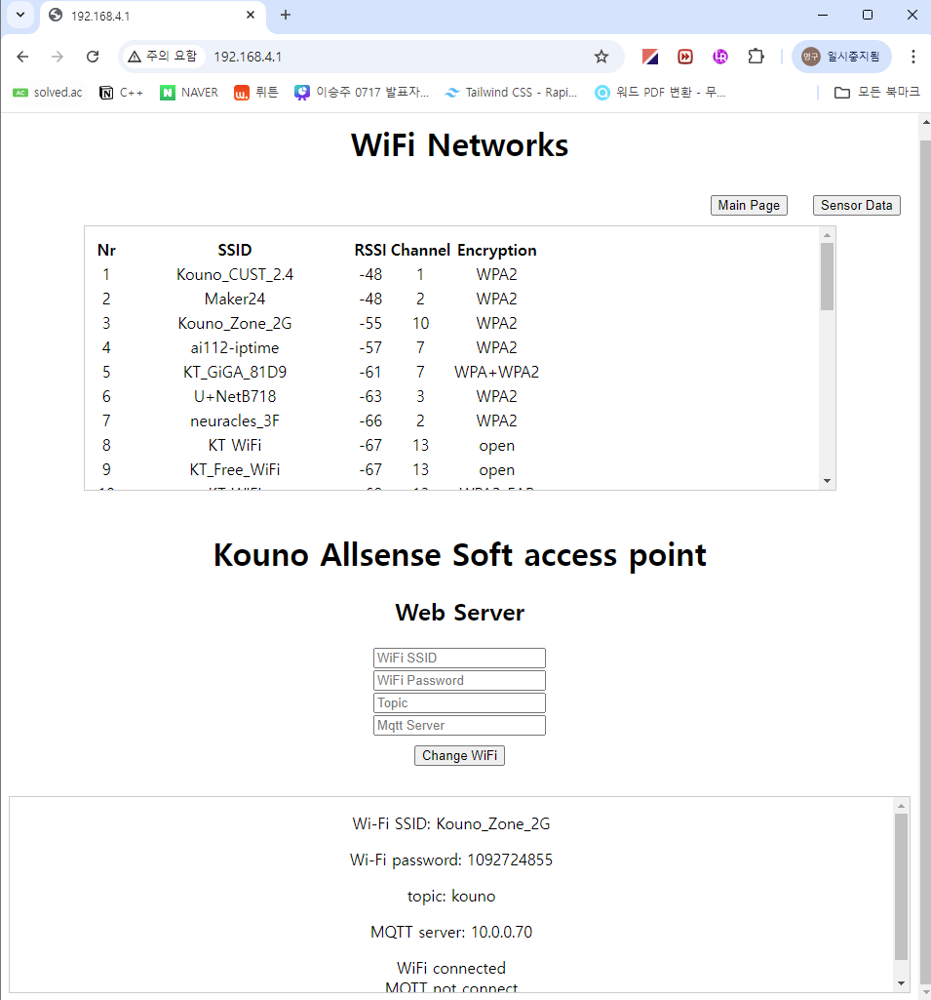 192.168.4.1
주의 요함 192.168.4.1 영구 일시중지됨
AC solved.ac C++ N NAVER w. 뤼튼 이승주 0717 발표자... Tailwind CSS - Rapi... 워드 PDF 변환 - 무... 모든 북마크
WiFi Networks
Main Page Sensor Data
Nr SSID RSSI Channel Encryption
1 Kouno_CUST_2.4 -48 1 WPA2
2 Maker24 -48 2 WPA2
3 Kouno_Zone_2G -55 10 WPA2
4 ai112-iptime -57 7 WPA2
5 KT_GiGA_81D9 -61 7 WPA+WPA2
6 U+NetB718 -63 3 WPA2
7 neuracles_3F -66 2 WPA2
8 KT WiFi -67 13 open
9 KT_Free_WiFi -67 13 open
Kouno Allsense Soft access point
Web Server
WiFi SSID
WiFi Password
Topic
Mqtt Server
Change WiFi
Wi-Fi SSID: Kouno_Zone_2G
Wi-Fi password: 1092724855
topic: kouno
MQTT server: 10.0.0.70
WiFi connected
MQTT not connect